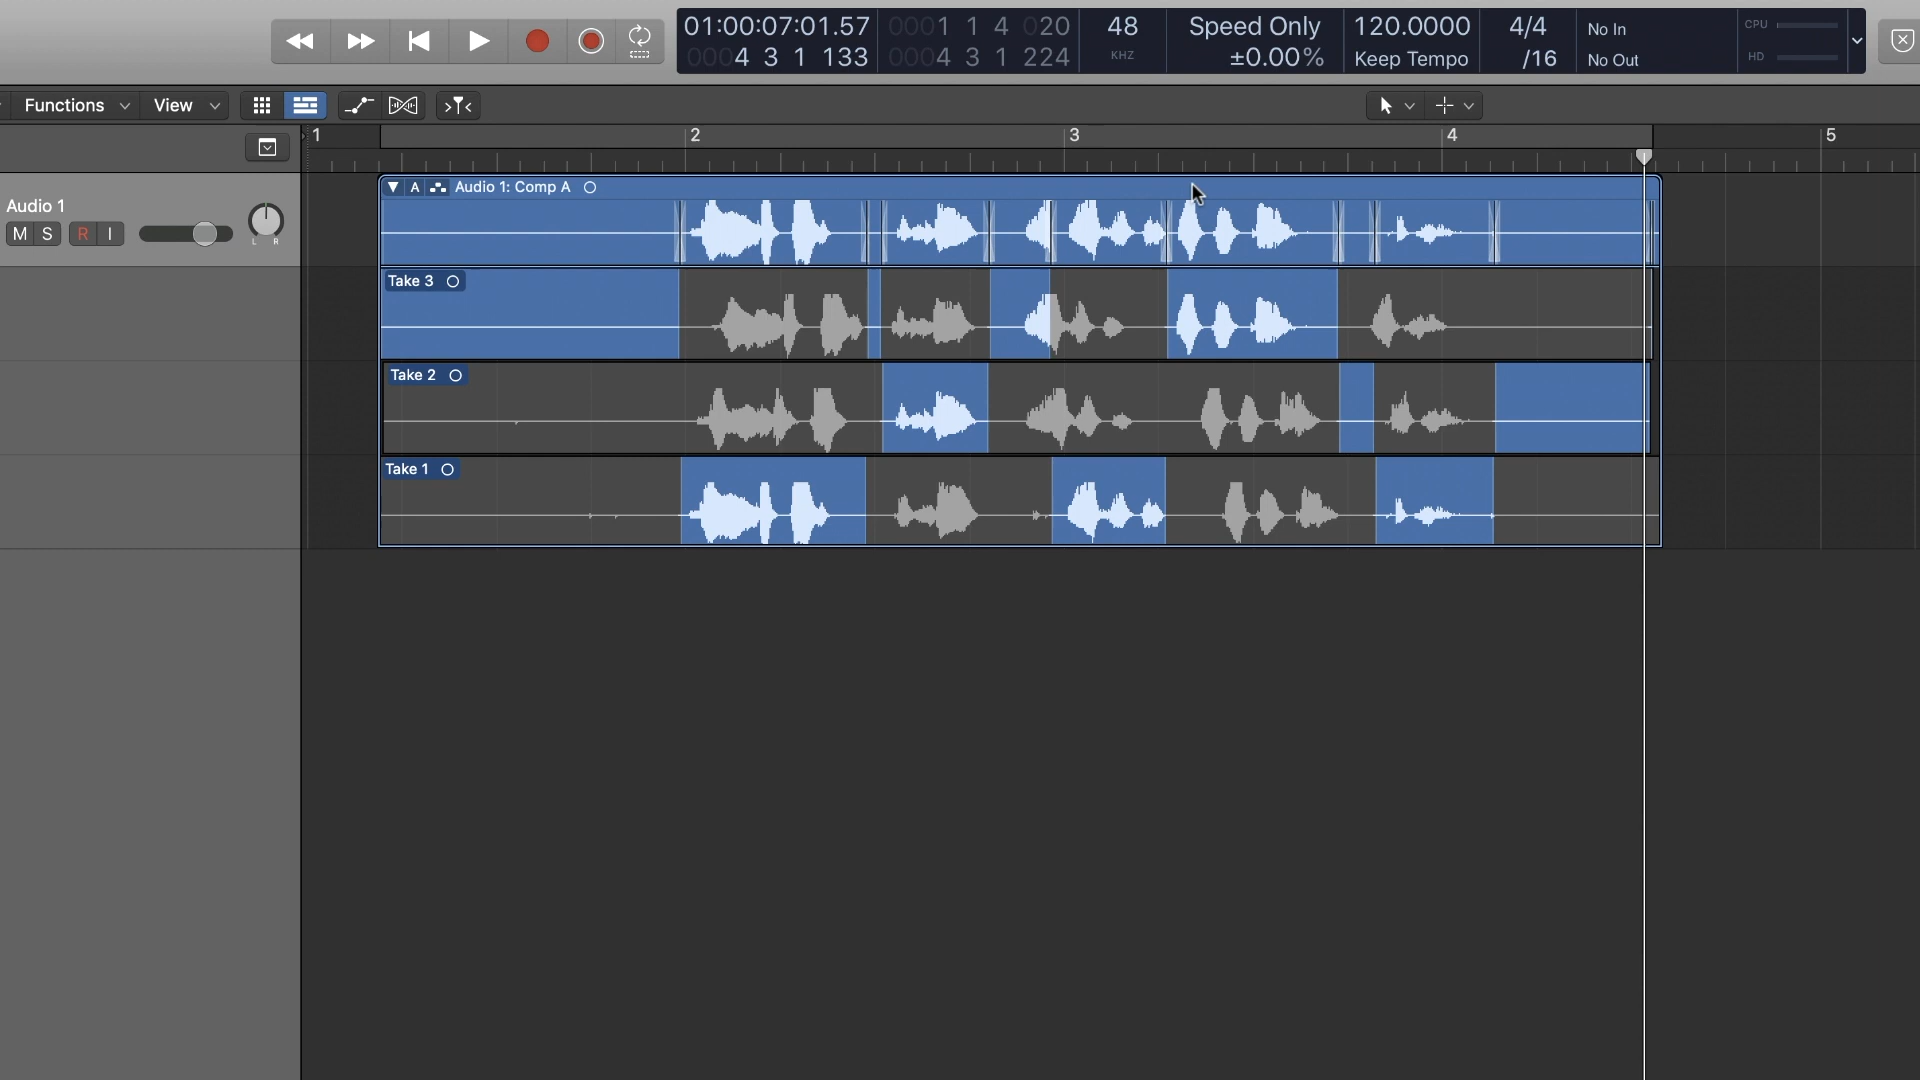 01:00:07:01.57 0001 1 4 020 48 Speed Only 120.0000 4/4 No In CPU
0004 3 1 133 0004 3 1 224 KHZ ±0.00% Keep Tempo /16 No Out HD
Functions View
1 2 3 4 5
A Audio 1: Comp A
Audio 1
M S R I L R
Take 3
Take 2
Take 1